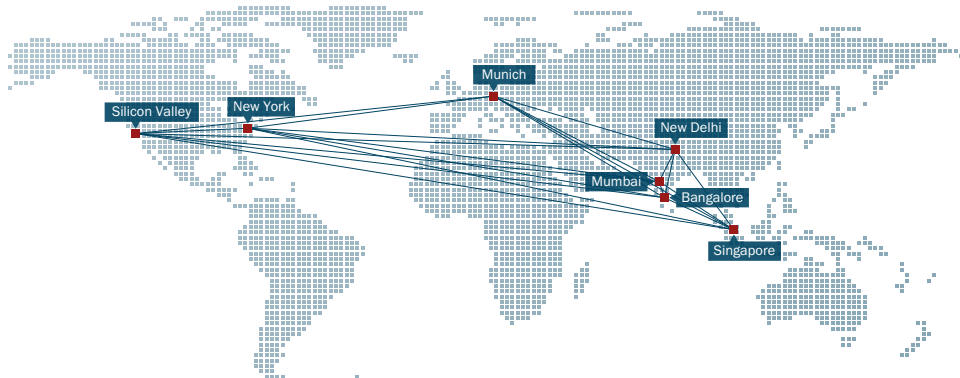 Munich
Silicon Valley
New York
New Delhi
Mumbai
Bangalore
Singapore